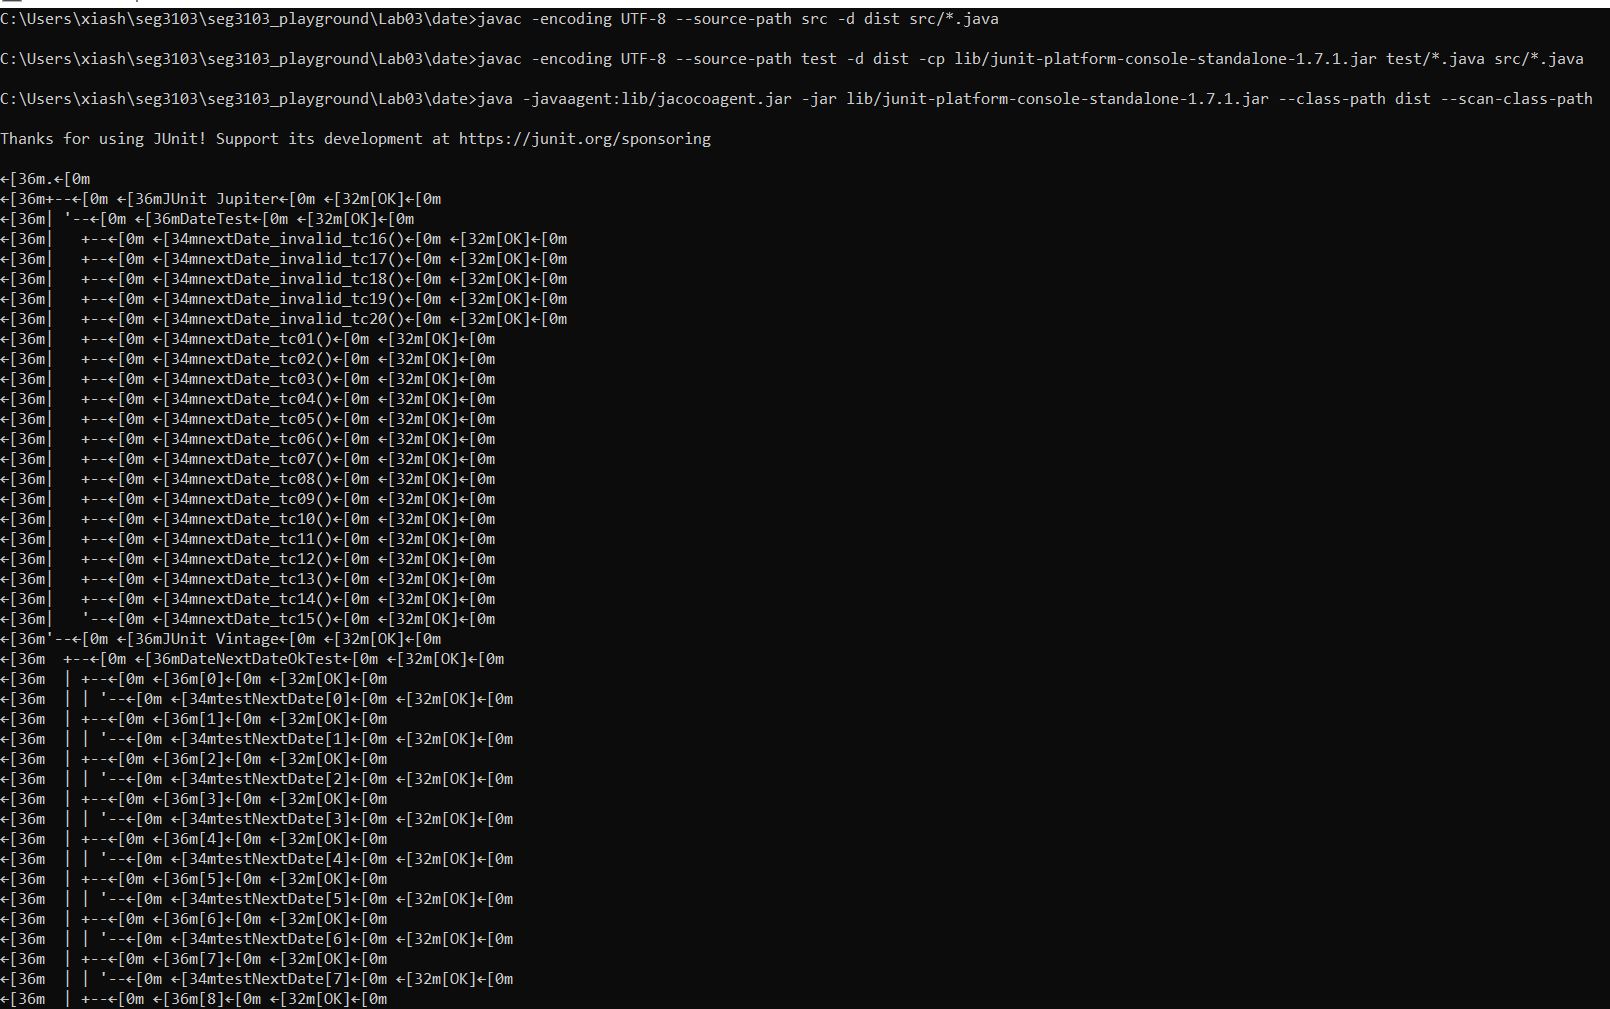 C:\Users\xiash\seg3103\seg3103_playground\Lab03\date>javac -encoding UTF-8 --source-path src -d dist src/*.java
C:\Users\xiash\seg3103\seg3103_playground\Lab03\date>javac -encoding UTF-8 --source-path test -d dist -cp lib/junit-platform-console-standalone-1.7.1.jar test/*.java src/*.java
C:\Users\xiash\seg3103\seg3103_playground\Lab03\date>java -javaagent:lib/jacocoagent.jar -jar lib/junit-platform-console-standalone-1.7.1.jar --class-path dist --scan-class-path
Thanks for using JUnit! Support its development at https://junit.org/sponsoring
←[36m.←[0m
←[36m+--←[0m ←[36mJUnit Jupiter←[0m ←[32m[OK]←[0m
←[36m| '--←[0m ←[36mDateTest←[0m ←[32m[OK]←[0m
←[36m|   +--←[0m ←[34mnextDate_invalid_tc16()←[0m ←[32m[OK]←[0m
←[36m|   +--←[0m ←[34mnextDate_invalid_tc17()←[0m ←[32m[OK]←[0m
←[36m|   +--←[0m ←[34mnextDate_invalid_tc18()←[0m ←[32m[OK]←[0m
←[36m|   +--←[0m ←[34mnextDate_invalid_tc19()←[0m ←[32m[OK]←[0m
←[36m|   +--←[0m ←[34mnextDate_invalid_tc20()←[0m ←[32m[OK]←[0m
←[36m|   +--←[0m ←[34mnextDate_tc01()←[0m ←[32m[OK]←[0m
←[36m|   +--←[0m ←[34mnextDate_tc02()←[0m ←[32m[OK]←[0m
←[36m|   +--←[0m ←[34mnextDate_tc03()←[0m ←[32m[OK]←[0m
←[36m|   +--←[0m ←[34mnextDate_tc04()←[0m ←[32m[OK]←[0m
←[36m|   +--←[0m ←[34mnextDate_tc05()←[0m ←[32m[OK]←[0m
←[36m|   +--←[0m ←[34mnextDate_tc06()←[0m ←[32m[OK]←[0m
←[36m|   +--←[0m ←[34mnextDate_tc07()←[0m ←[32m[OK]←[0m
←[36m|   +--←[0m ←[34mnextDate_tc08()←[0m ←[32m[OK]←[0m
←[36m|   +--←[0m ←[34mnextDate_tc09()←[0m ←[32m[OK]←[0m
←[36m|   +--←[0m ←[34mnextDate_tc10()←[0m ←[32m[OK]←[0m
←[36m|   +--←[0m ←[34mnextDate_tc11()←[0m ←[32m[OK]←[0m
←[36m|   +--←[0m ←[34mnextDate_tc12()←[0m ←[32m[OK]←[0m
←[36m|   +--←[0m ←[34mnextDate_tc13()←[0m ←[32m[OK]←[0m
←[36m|   +--←[0m ←[34mnextDate_tc14()←[0m ←[32m[OK]←[0m
←[36m|   '--←[0m ←[34mnextDate_tc15()←[0m ←[32m[OK]←[0m
←[36m'--←[0m ←[36mJUnit Vintage←[0m ←[32m[OK]←[0m
←[36m  +--←[0m ←[36mDateNextDateOkTest←[0m ←[32m[OK]←[0m
←[36m  | +--←[0m ←[36m[0]←[0m ←[32m[OK]←[0m
←[36m  | | '--←[0m ←[34mtestNextDate[0]←[0m ←[32m[OK]←[0m
←[36m  | +--←[0m ←[36m[1]←[0m ←[32m[OK]←[0m
←[36m  | | '--←[0m ←[34mtestNextDate[1]←[0m ←[32m[OK]←[0m
←[36m  | +--←[0m ←[36m[2]←[0m ←[32m[OK]←[0m
←[36m  | | '--←[0m ←[34mtestNextDate[2]←[0m ←[32m[OK]←[0m
←[36m  | +--←[0m ←[36m[3]←[0m ←[32m[OK]←[0m
←[36m  | | '--←[0m ←[34mtestNextDate[3]←[0m ←[32m[OK]←[0m
←[36m  | +--←[0m ←[36m[4]←[0m ←[32m[OK]←[0m
←[36m  | | '--←[0m ←[34mtestNextDate[4]←[0m ←[32m[OK]←[0m
←[36m  | +--←[0m ←[36m[5]←[0m ←[32m[OK]←[0m
←[36m  | | '--←[0m ←[34mtestNextDate[5]←[0m ←[32m[OK]←[0m
←[36m  | +--←[0m ←[36m[6]←[0m ←[32m[OK]←[0m
←[36m  | | '--←[0m ←[34mtestNextDate[6]←[0m ←[32m[OK]←[0m
←[36m  | +--←[0m ←[36m[7]←[0m ←[32m[OK]←[0m
←[36m  | | '--←[0m ←[34mtestNextDate[7]←[0m ←[32m[OK]←[0m
←[36m  | +--←[0m ←[36m[8]←[0m ←[32m[OK]←[0m